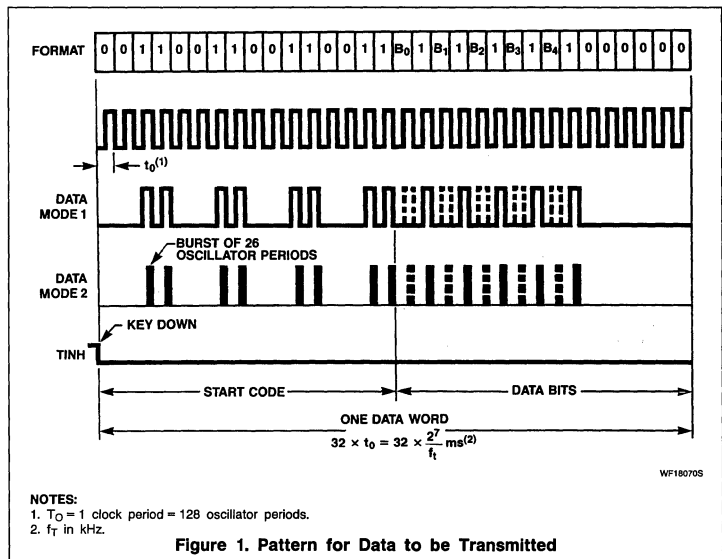 FORMAT 0 0 1 1 0 0 1 1 0 0 1 1 0 0 1 1 B₀ 1 B₁ 1 B₂ 1 B₃ 1 B₄ 1 0 0 0 0 0 0
t₀⁽¹⁾
DATA
MODE 1
BURST OF 26
OSCILLATOR PERIODS
DATA
MODE 2
KEY DOWN
TINH
START CODE
DATA BITS
ONE DATA WORD
32 × t₀ = 32 × 2⁷/fₜ ms⁽²⁾
WF18070S
NOTES:
1. T_O = 1 clock period = 128 oscillator periods.
2. f_T in kHz.
Figure 1. Pattern for Data to be Transmitted